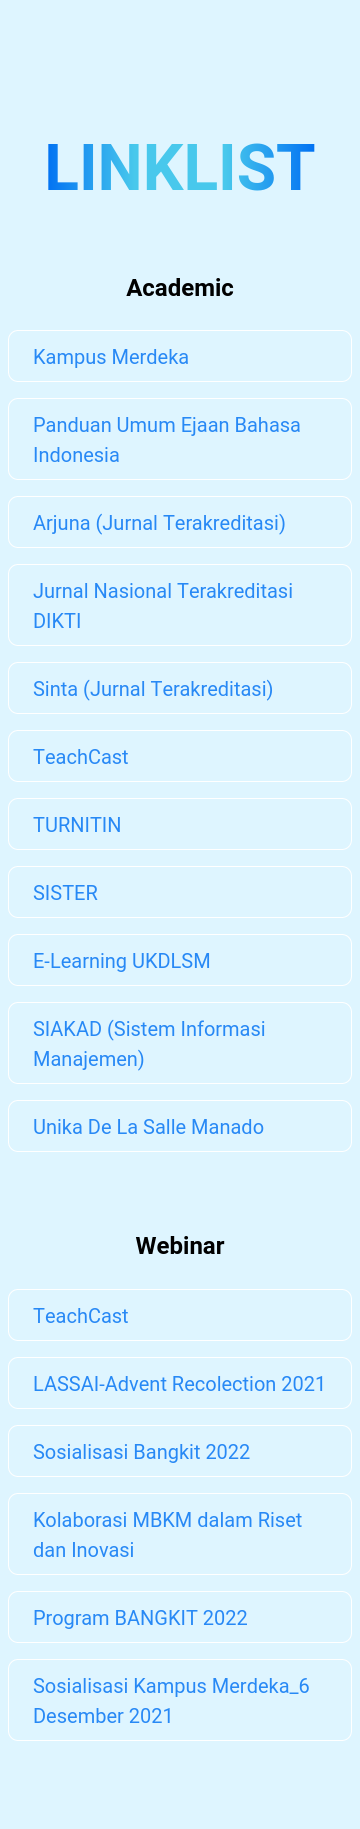 LINKLIST
Academic
Kampus Merdeka
Panduan Umum Ejaan Bahasa
Indonesia
Arjuna (Jurnal Terakreditasi)
Jurnal Nasional Terakreditasi
DIKTI
Sinta (Jurnal Terakreditasi)
TeachCast
TURNITIN
SISTER
E-Learning UKDLSM
SIAKAD (Sistem Informasi
Manajemen)
Unika De La Salle Manado
Webinar
TeachCast
LASSAI-Advent Recolection 2021
Sosialisasi Bangkit 2022
Kolaborasi MBKM dalam Riset
dan Inovasi
Program BANGKIT 2022
Sosialisasi Kampus Merdeka_6
Desember 2021